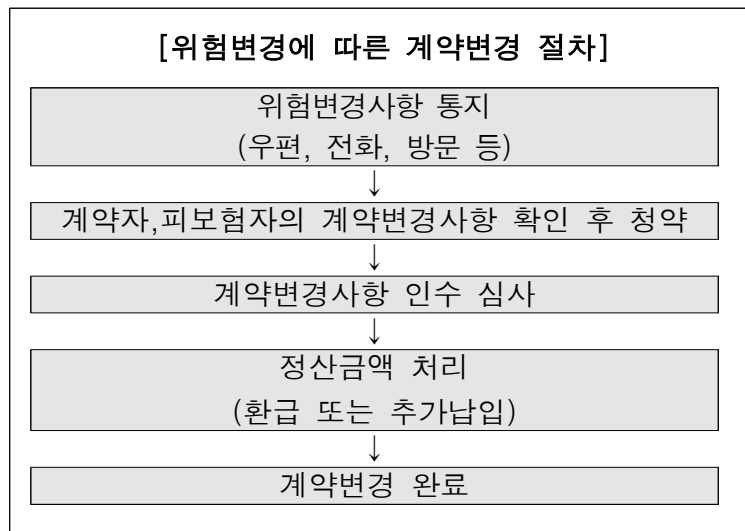 [위험변경에 따른 계약변경 절차]
위험변경사항 통지
(우편, 전화, 방문 등)
↓
계약자,피보험자의 계약변경사항 확인 후 청약
↓
계약변경사항 인수 심사
↓
정산금액 처리
(환급 또는 추가납입)
↓
계약변경 완료